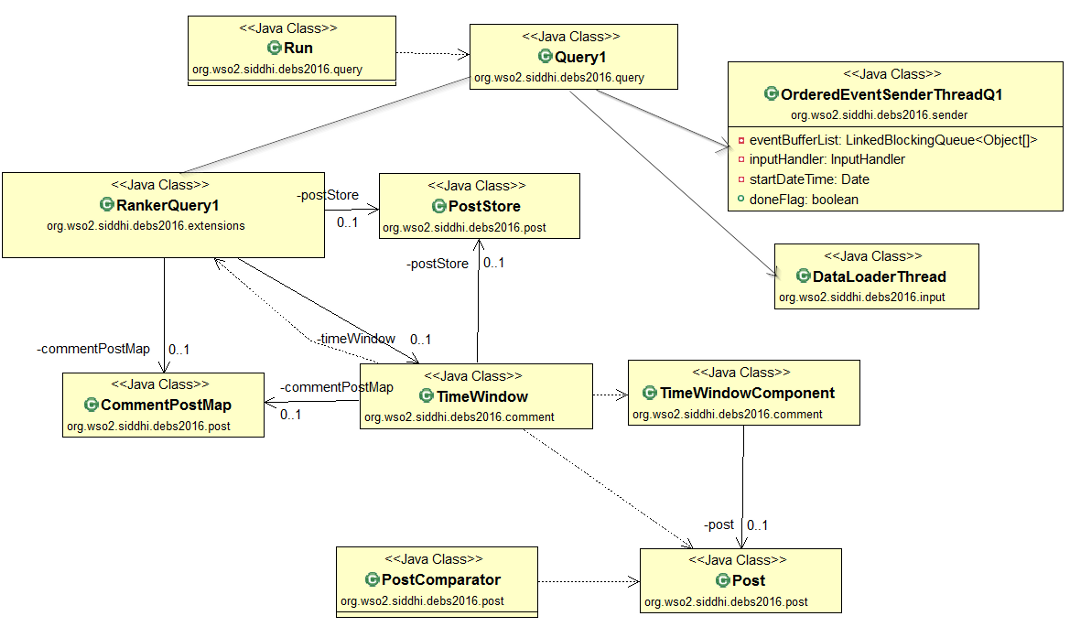 <<Java Class>>
Run
org.wso2.siddhi.debs2016.query
<<Java Class>>
Query1
org.wso2.siddhi.debs2016.query
<<Java Class>>
OrderedEventSenderThreadQ1
org.wso2.siddhi.debs2016.sender
eventBufferList: LinkedBlockingQueue<Object[]>
inputHandler: InputHandler
startDateTime: Date
doneFlag: boolean
<<Java Class>>
RankerQuery1
org.wso2.siddhi.debs2016.extensions
-postStore
0..1
<<Java Class>>
PostStore
org.wso2.siddhi.debs2016.post
-postStore
0..1
<<Java Class>>
DataLoaderThread
org.wso2.siddhi.debs2016.input
-timeWindow
0..1
-commentPostMap
0..1
<<Java Class>>
CommentPostMap
org.wso2.siddhi.debs2016.post
-commentPostMap
0..1
<<Java Class>>
TimeWindow
org.wso2.siddhi.debs2016.comment
<<Java Class>>
TimeWindowComponent
org.wso2.siddhi.debs2016.comment
-post
0..1
<<Java Class>>
PostComparator
org.wso2.siddhi.debs2016.post
<<Java Class>>
Post
org.wso2.siddhi.debs2016.post